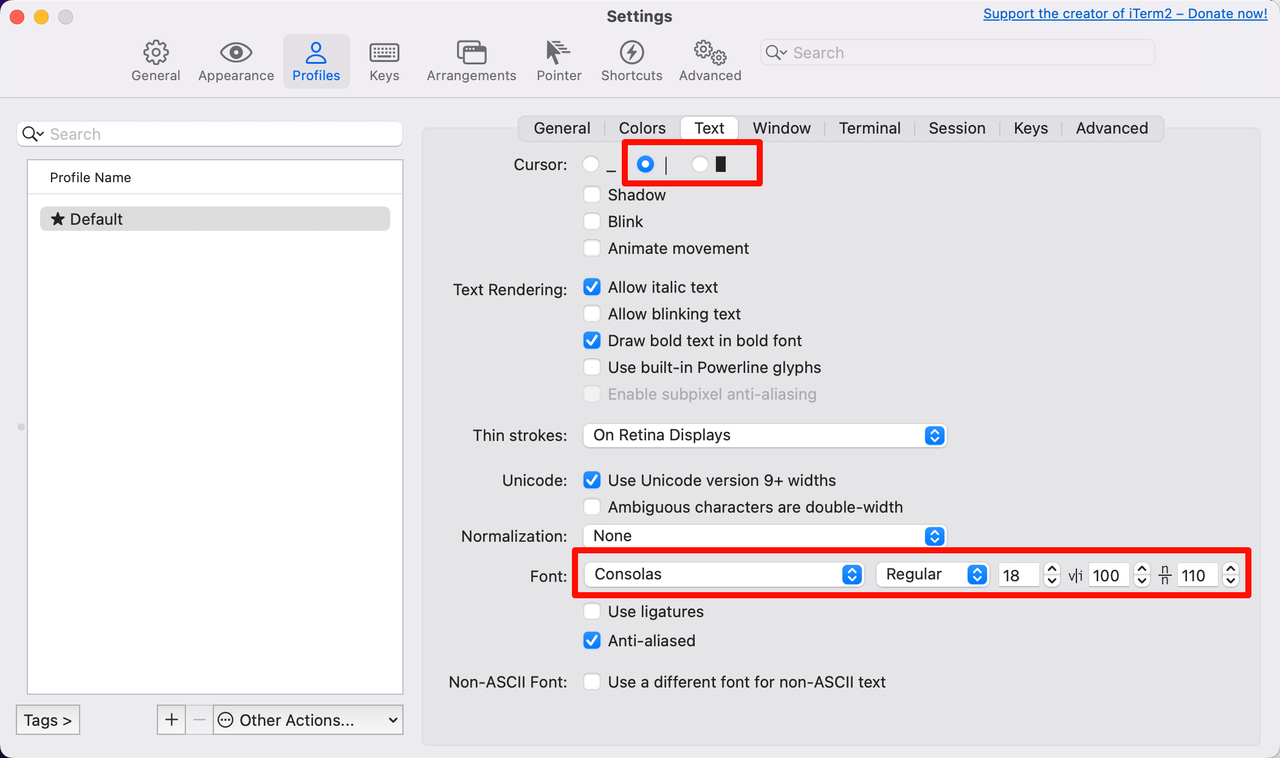 Settings
Support the creator of iTerm2 – Donate now!
General Appearance Profiles Keys Arrangements Pointer Shortcuts Advanced
Search
Search
Profile Name
★ Default
Tags >
+ − Other Actions...
General Colors Text Window Terminal Session Keys Advanced
Cursor: _ | █
Shadow
Blink
Animate movement
Text Rendering: Allow italic text
Allow blinking text
Draw bold text in bold font
Use built-in Powerline glyphs
Enable subpixel anti-aliasing
Thin strokes: On Retina Displays
Unicode: Use Unicode version 9+ widths
Ambiguous characters are double-width
Normalization: None
Font: Consolas Regular 18 v|i 100 n/n 110
Use ligatures
Anti-aliased
Non-ASCII Font: Use a different font for non-ASCII text